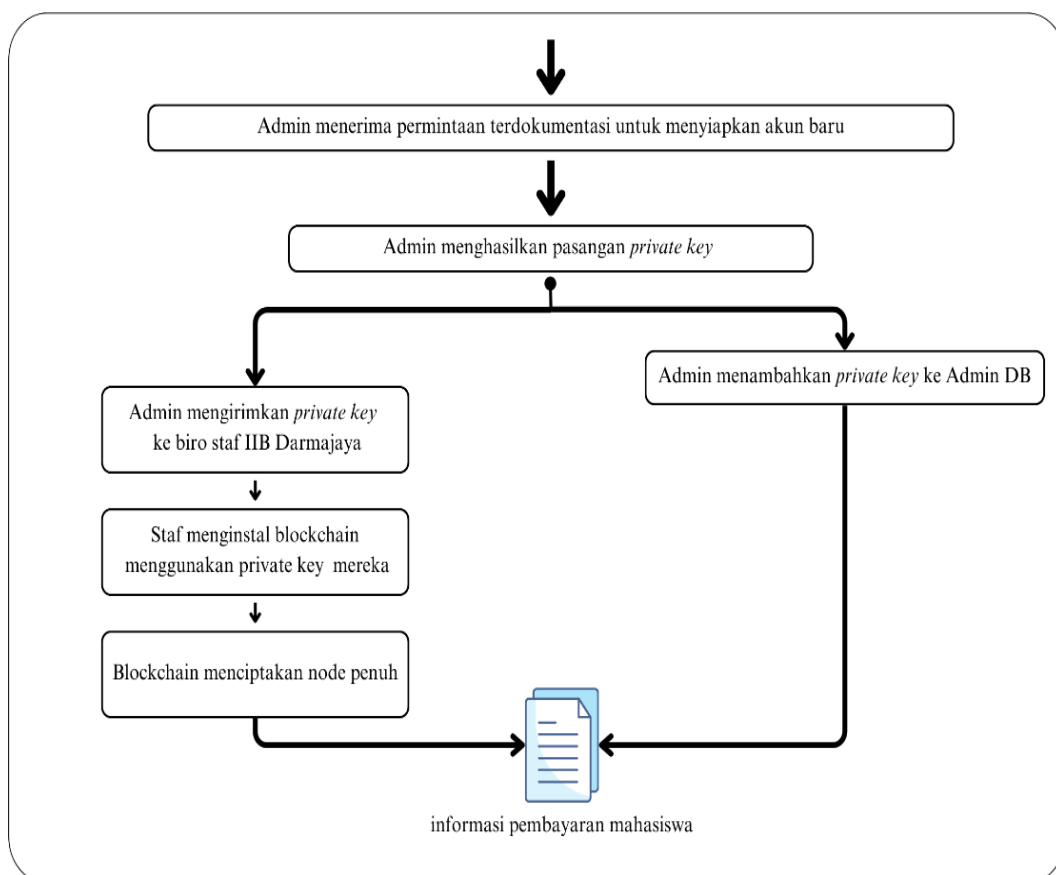 Admin menerima permintaan terdokumentasi untuk menyiapkan akun baru
Admin menghasilkan pasangan private key
Admin menambahkan private key ke Admin DB
Admin mengirimkan private key
ke biro staf IIB Darmajaya
Staf menginstal blockchain
menggunakan private key mereka
Blockchain menciptakan node penuh
informasi pembayaran mahasiswa